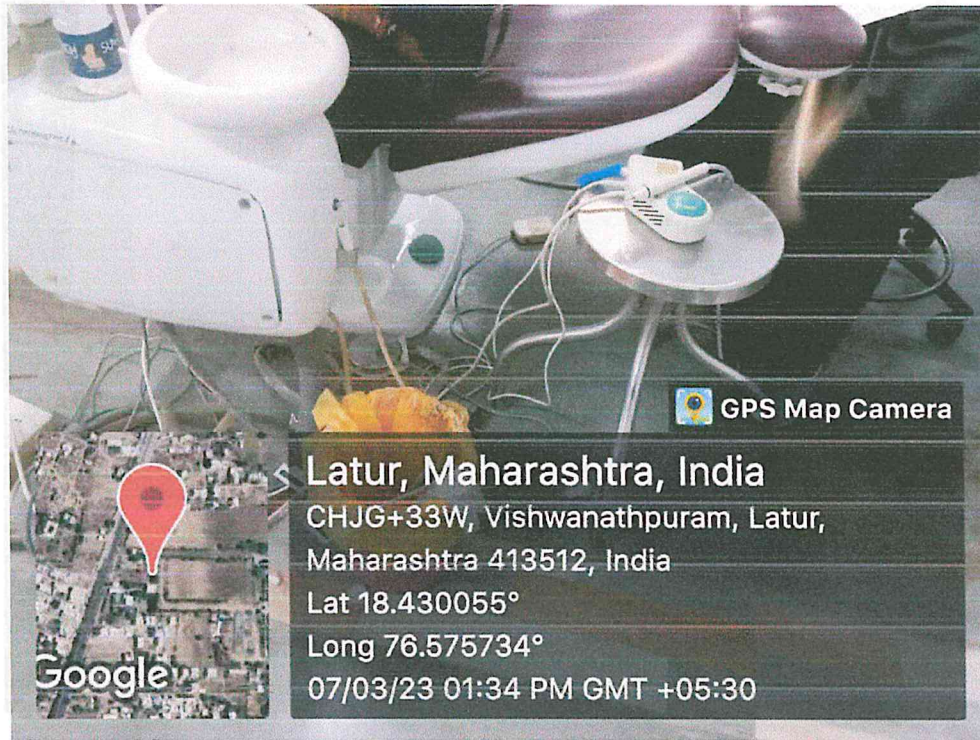 GPS Map Camera
Latur, Maharashtra, India
CHJG+33W, Vishwanathpuram, Latur,
Maharashtra 413512, India
Lat 18.430055°
Long 76.575734°
07/03/23 01:34 PM GMT +05:30
Google